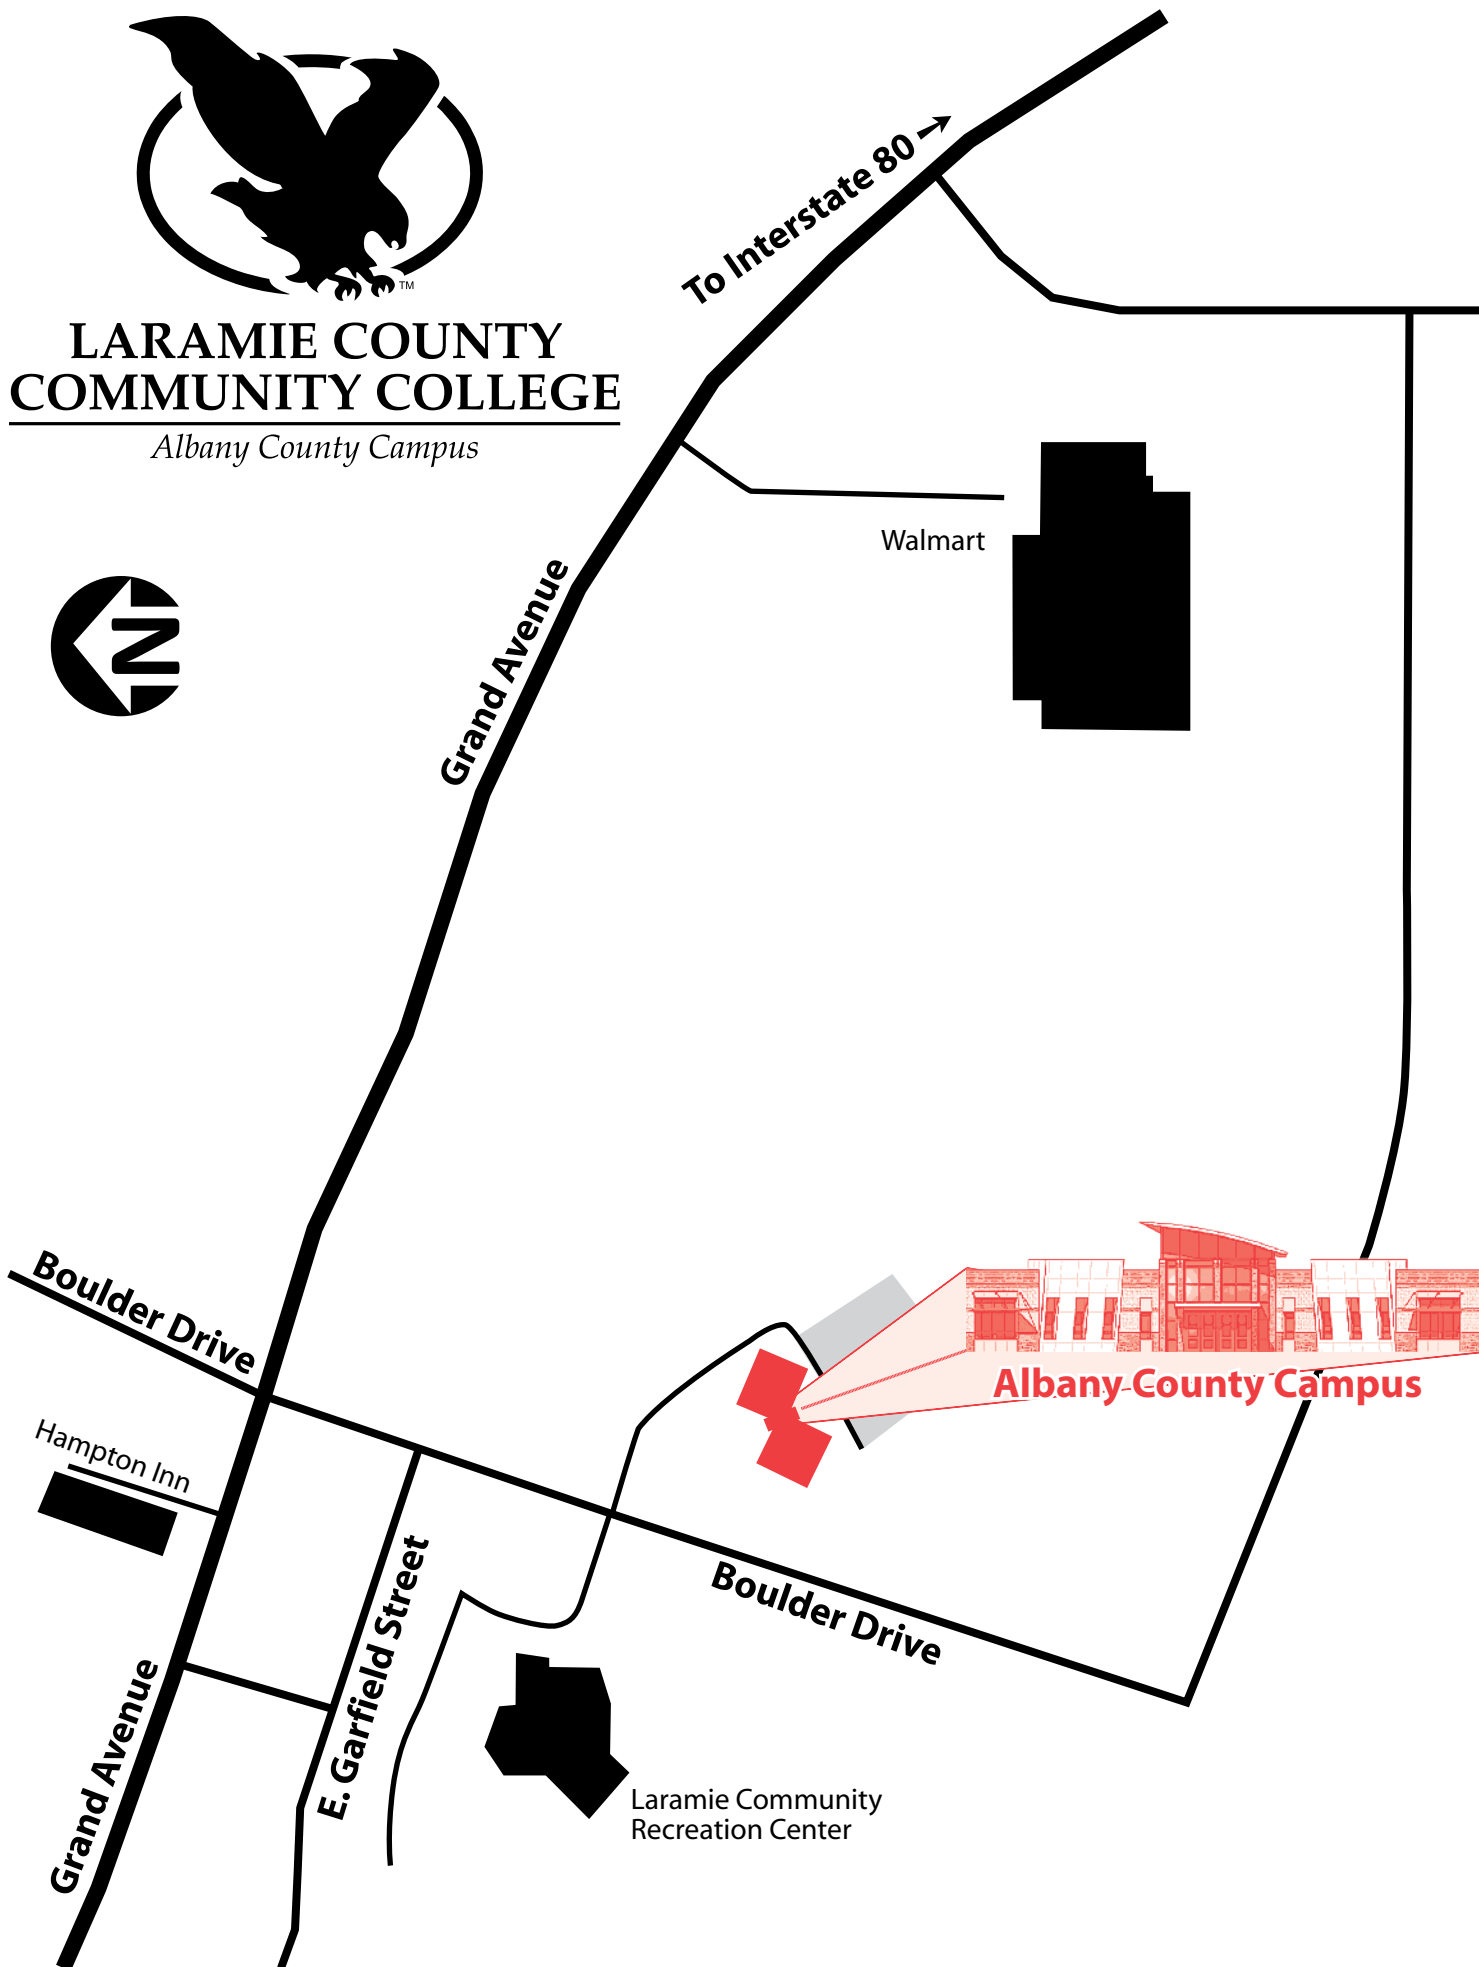 TM
LARAMIE COUNTY
COMMUNITY COLLEGE
Albany County Campus
To Interstate 80
Walmart
N
Grand Avenue
Boulder Drive
Albany County Campus
Hampton Inn
E. Garfield Street
Boulder Drive
Grand Avenue
Laramie Community
Recreation Center